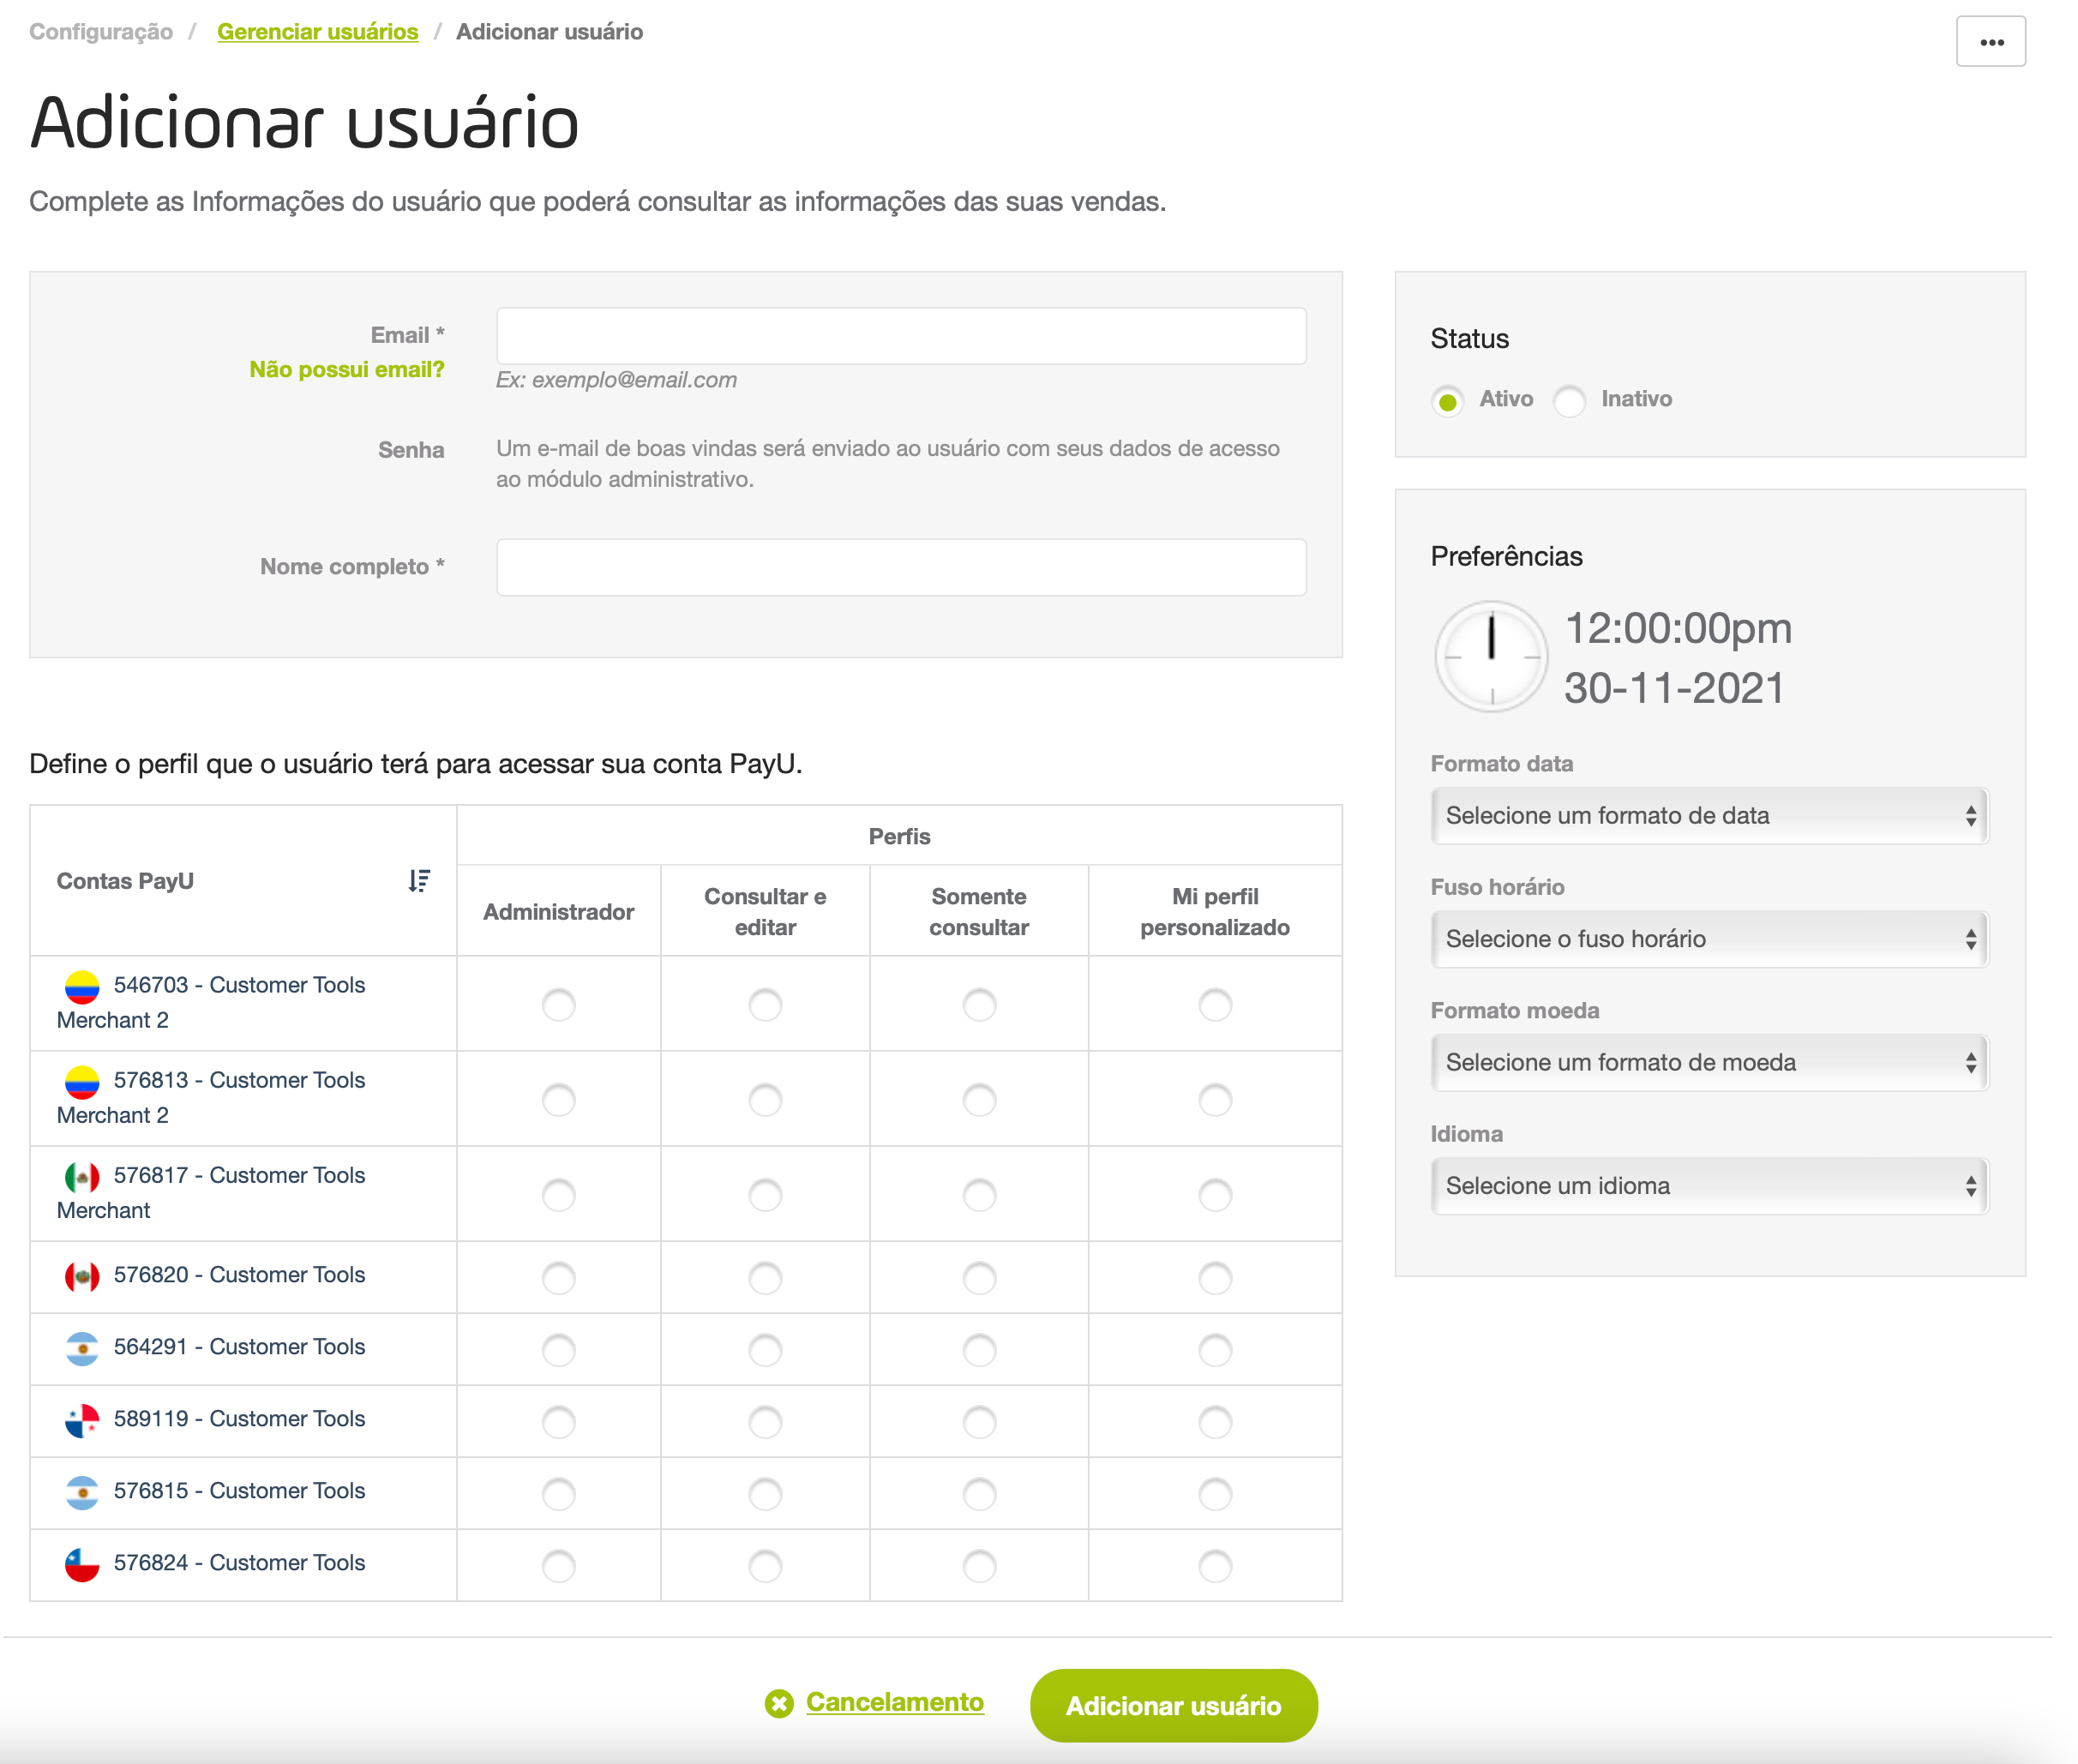 Configuração / Gerenciar usuários / Adicionar usuário
Adicionar usuário
Complete as Informações do usuário que poderá consultar as informações das suas vendas.
Email *
Não possui email?
Ex: exemplo@email.com
Senha
Um e-mail de boas vindas será enviado ao usuário com seus dados de acesso
ao módulo administrativo.
Nome completo *
Status
Ativo
Inativo
Preferências
12:00:00pm
30-11-2021
Formato data
Selecione um formato de data
Fuso horário
Selecione o fuso horário
Formato moeda
Selecione um formato de moeda
Idioma
Selecione um idioma
Define o perfil que o usuário terá para acessar sua conta PayU.
Contas PayU
Perfis
Administrador
Consultar e
editar
Somente
consultar
Mi perfil
personalizado
546703 - Customer Tools
Merchant 2
576813 - Customer Tools
Merchant 2
576817 - Customer Tools
Merchant
576820 - Customer Tools
564291 - Customer Tools
589119 - Customer Tools
576815 - Customer Tools
576824 - Customer Tools
Cancelamento
Adicionar usuário